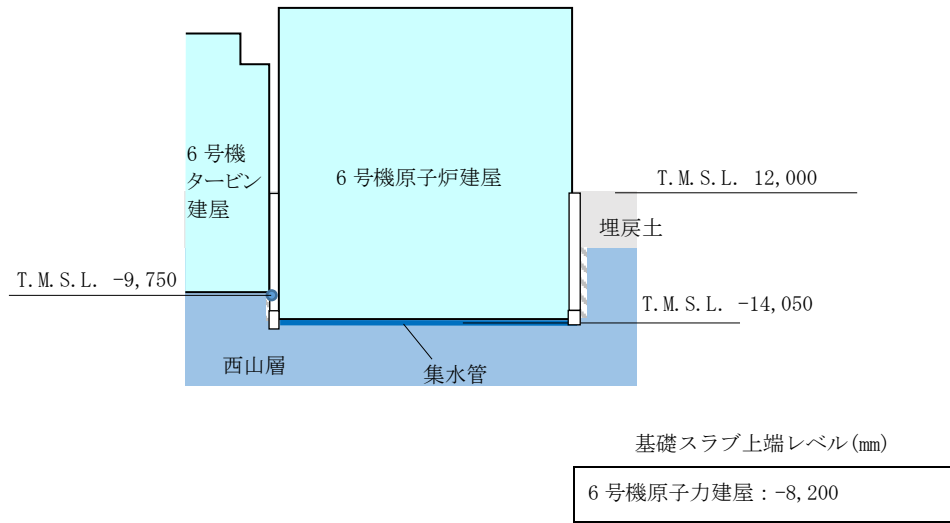 6 号機
タービン
建屋
6 号機原子炉建屋
T.M.S.L. 12,000
埋戻土
T.M.S.L. -9,750
T.M.S.L. -14,050
西山層
集水管
基礎スラブ上端レベル(㎜)
6 号機原子力建屋：-8,200